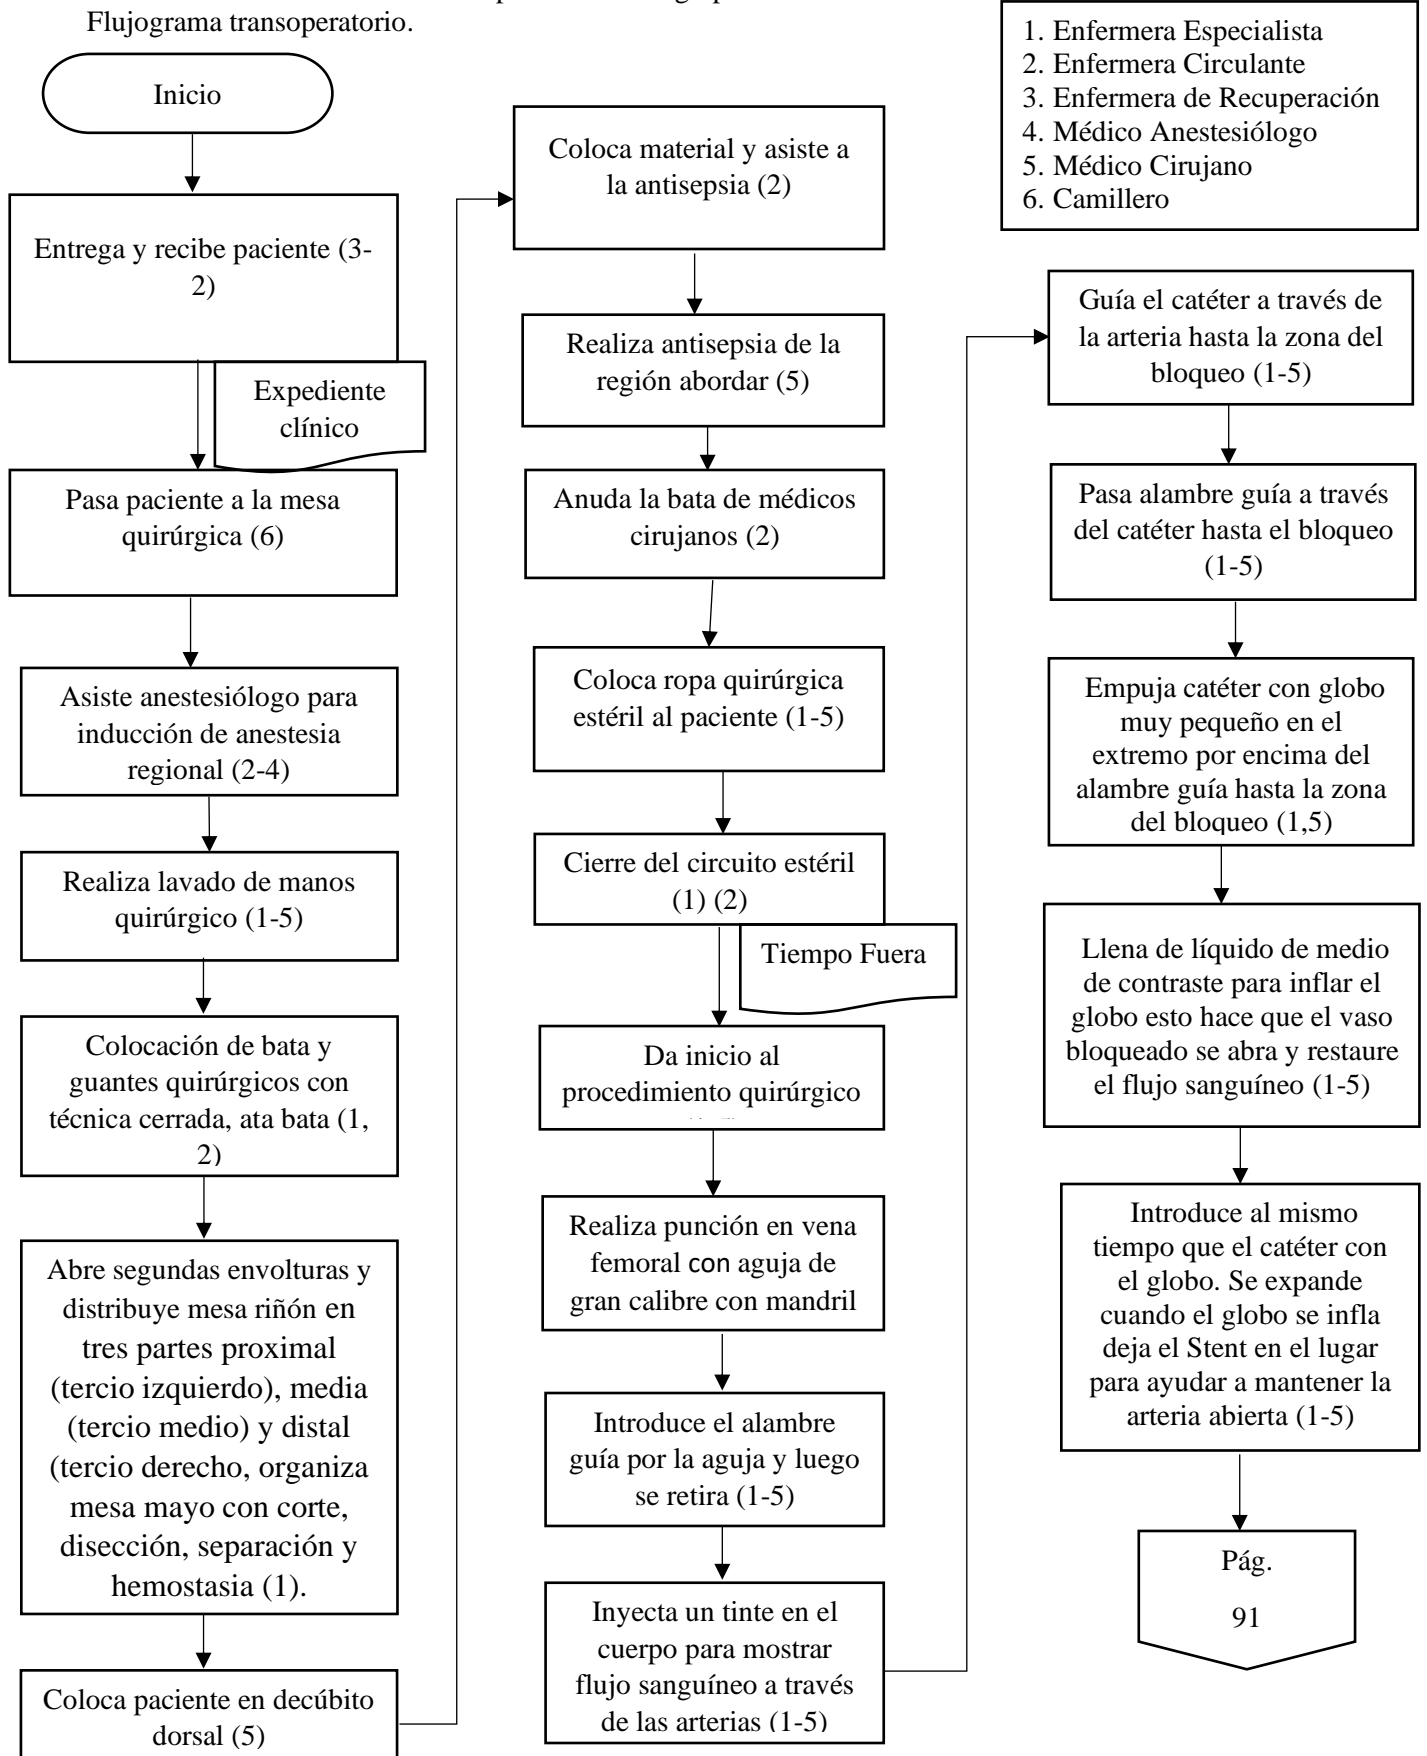 Flujograma transoperatorio.
1. Enfermera Especialista
2. Enfermera Circulante
3. Enfermera de Recuperación
4. Médico Anestesiólogo
5. Médico Cirujano
6. Camillero
Inicio
Entrega y recibe paciente (3-
2)
Expediente
clínico
Pasa paciente a la mesa
quirúrgica (6)
Asiste anestesiólogo para
inducción de anestesia
regional (2-4)
Realiza lavado de manos
quirúrgico (1-5)
Colocación de bata y
guantes quirúrgicos con
técnica cerrada, ata bata (1,
2)
Abre segundas envolturas y
distribuye mesa riñón en
tres partes proximal
(tercio izquierdo), media
(tercio medio) y distal
(tercio derecho, organiza
mesa mayo con corte,
disección, separación y
hemostasia (1).
Coloca paciente en decúbito
dorsal (5)
Coloca material y asiste a
la antisepsia (2)
Realiza antisepsia de la
región abordar (5)
Anuda la bata de médicos
cirujanos (2)
Coloca ropa quirúrgica
estéril al paciente (1-5)
Cierre del circuito estéril
(1) (2)
Tiempo Fuera
Da inicio al
procedimiento quirúrgico
Realiza punción en vena
femoral con aguja de
gran calibre con mandril
Introduce el alambre
guía por la aguja y luego
se retira (1-5)
Inyecta un tinte en el
cuerpo para mostrar
flujo sanguíneo a través
de las arterias (1-5)
Guía el catéter a través de
la arteria hasta la zona del
bloqueo (1-5)
Pasa alambre guía a través
del catéter hasta el bloqueo
(1-5)
Empuja catéter con globo
muy pequeño en el
extremo por encima del
alambre guía hasta la zona
del bloqueo (1,5)
Llena de líquido de medio
de contraste para inflar el
globo esto hace que el vaso
bloqueado se abra y restaure
el flujo sanguíneo (1-5)
Introduce al mismo
tiempo que el catéter con
el globo. Se expande
cuando el globo se infla
deja el Stent en el lugar
para ayudar a mantener la
arteria abierta (1-5)
Pág.
91